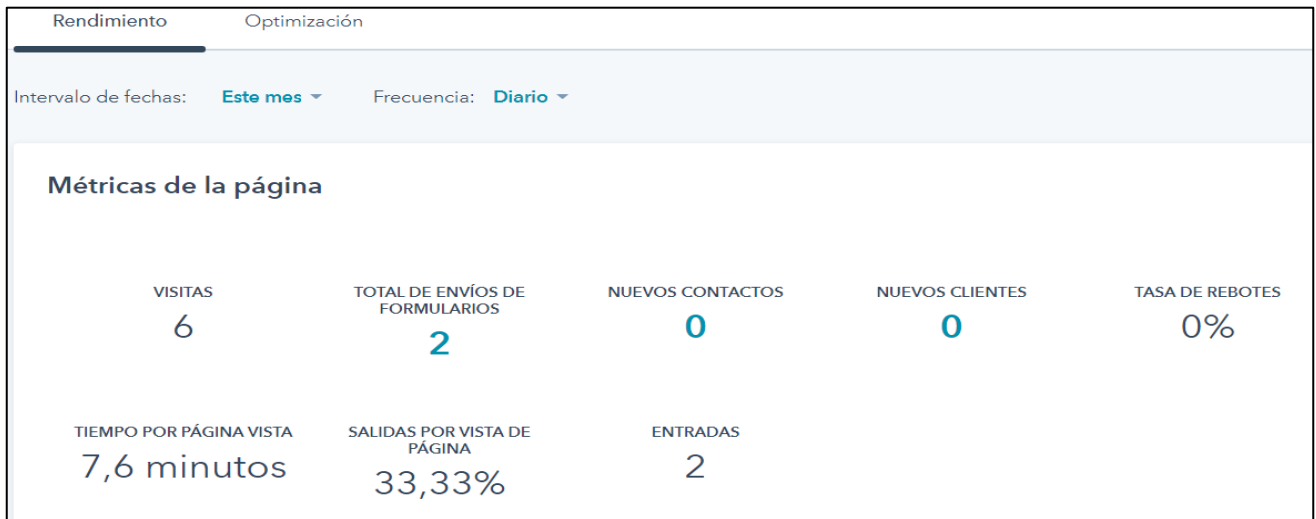 Rendimiento Optimización
Intervalo de fechas: Este mes Frecuencia: Diario
Métricas de la página
VISITAS
6
TOTAL DE ENVÍOS DE
FORMULARIOS
2
NUEVOS CONTACTOS
0
NUEVOS CLIENTES
0
TASA DE REBOTES
0%
TIEMPO POR PÁGINA VISTA
7,6 minutos
SALIDAS POR VISTA DE
PÁGINA
33,33%
ENTRADAS
2